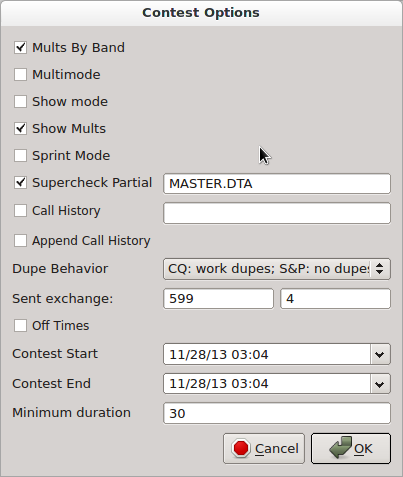 Contest Options
Mults By Band
Multimode
Show mode
Show Mults
Sprint Mode
Supercheck Partial MASTER.DTA
Call History
Append Call History
Dupe Behavior CQ: work dupes; S&P: no dupes
Sent exchange: 599 4
Off Times
Contest Start 11/28/13 03:04
Contest End 11/28/13 03:04
Minimum duration 30
Cancel OK